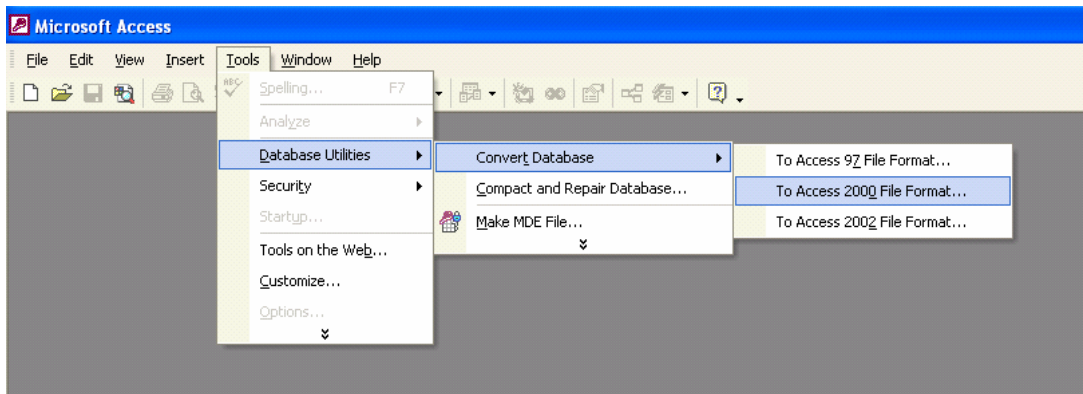 Microsoft Access
File Edit View Insert Tools Window Help
ABC
Spelling... F7
Analyze
Database Utilities
Security
Startup...
Tools on the Web...
Customize...
Options...
Convert Database
Compact and Repair Database...
Make MDE File...
To Access 97 File Format...
To Access 2000 File Format...
To Access 2002 File Format...